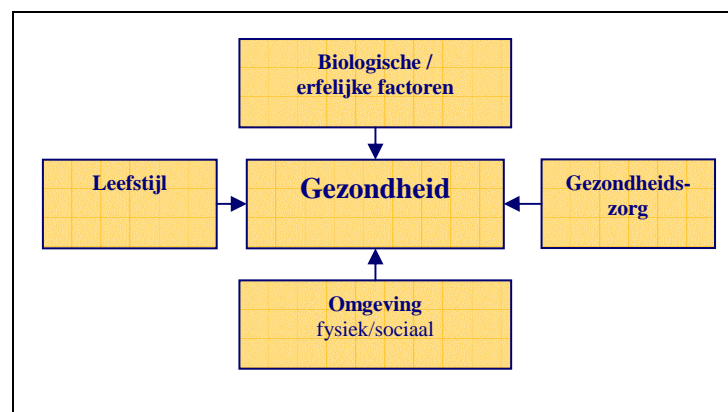 Biologische /
erfelijke factoren
Leefstijl
Gezondheid
Gezondheids-
zorg
Omgeving
fysiek/sociaal